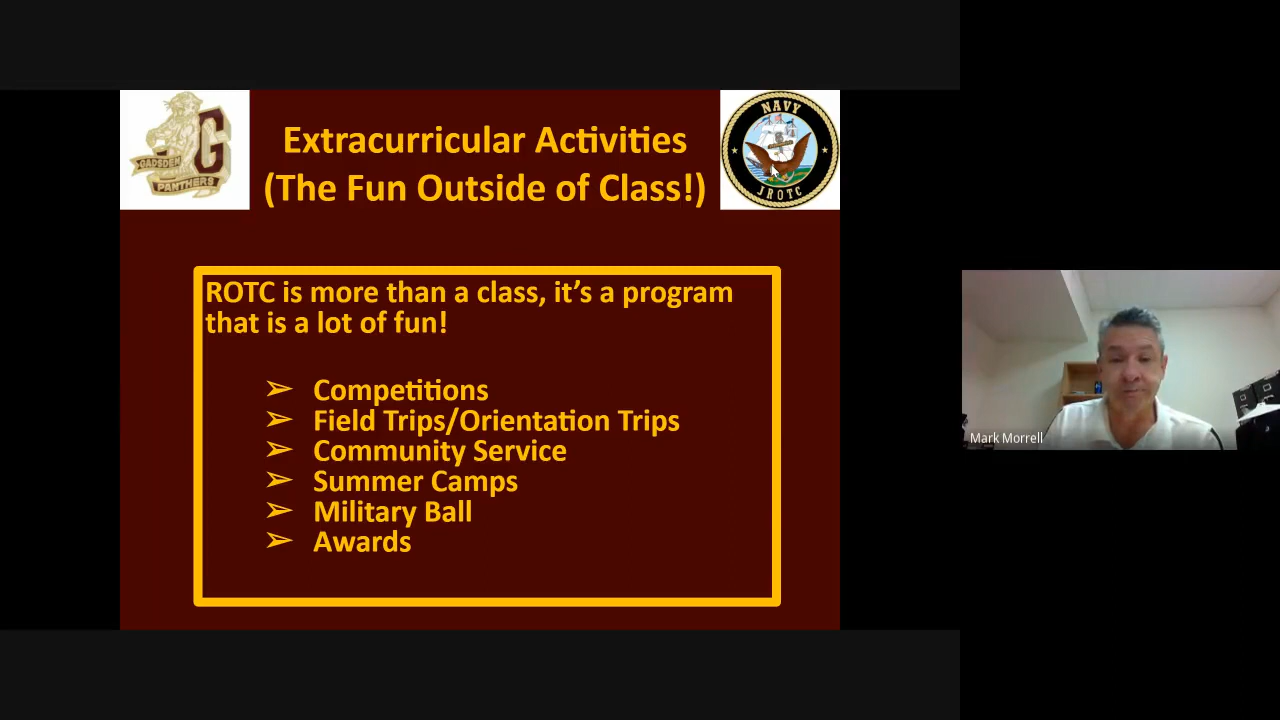 Extracurricular Activities
(The Fun Outside of Class!)
G
GADSDEN
PANTHERS
NAVY
JROTC
ROTC is more than a class, it’s a program
that is a lot of fun!
➢ Competitions
➢ Field Trips/Orientation Trips
➢ Community Service
➢ Summer Camps
➢ Military Ball
➢ Awards
Mark Morrell